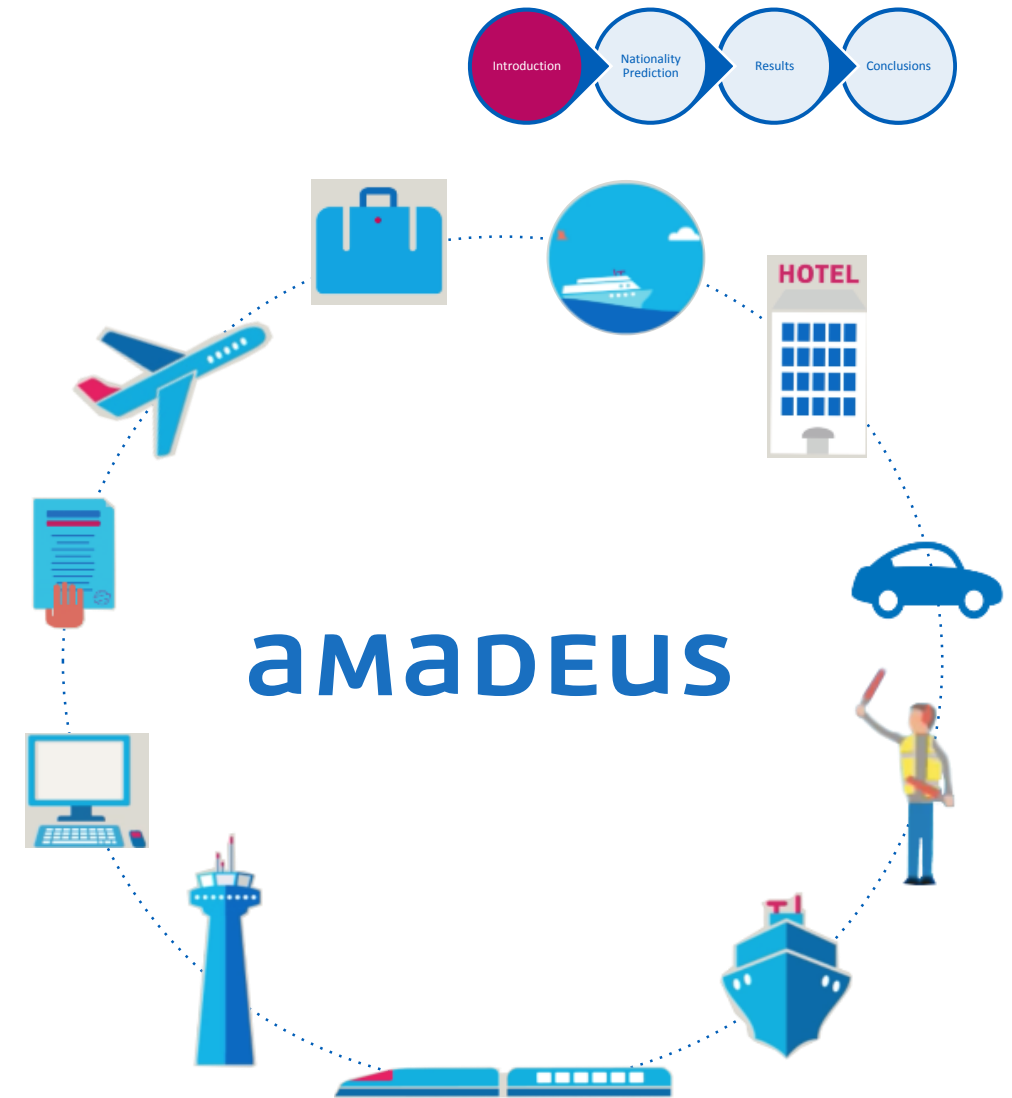 Introduction
Nationality
Prediction
Results
Conclusions
HOTEL
aMaDEUS